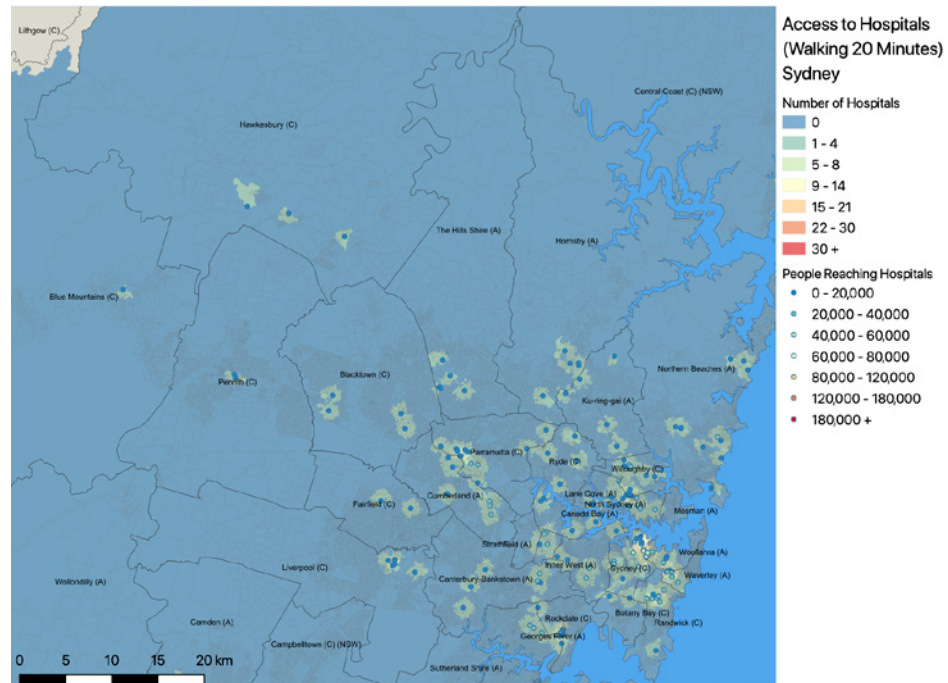 Lithgow (C)
Central Coast (C) (NSW)
Hawkesbury (C)
The Hills Shire (A)
Hornsby (A)
Blue Mountains (C)
Penrith (C)
Blacktown (C)
Northern Beaches (A)
Ku-ring-gai (A)
Parramatta (C)
Ryde (C)
Willoughby (C)
Fairfield (C)
Cumberland (A)
Lane Cove (A)
North Sydney (A)
Canada Bay (A)
Mosman (A)
Strathfield (A)
Woollahra (A)
Liverpool (C)
Canterbury-Bankstown (A)
Inner West (A)
Sydney (C)
Waverley (A)
Wollondilly (A)
Camden (A)
Campbelltown (C) (NSW)
Rockdale (C)
Botany Bay (C)
Randwick (C)
Georges River (A)
Sutherland Shire (A)
0 5 10 15 20 km
Access to Hospitals
(Walking 20 Minutes)
Sydney
Number of Hospitals
0
1 - 4
5 - 8
9 - 14
15 - 21
22 - 30
30 +
People Reaching Hospitals
0 - 20,000
20,000 - 40,000
40,000 - 60,000
60,000 - 80,000
80,000 - 120,000
120,000 - 180,000
180,000 +